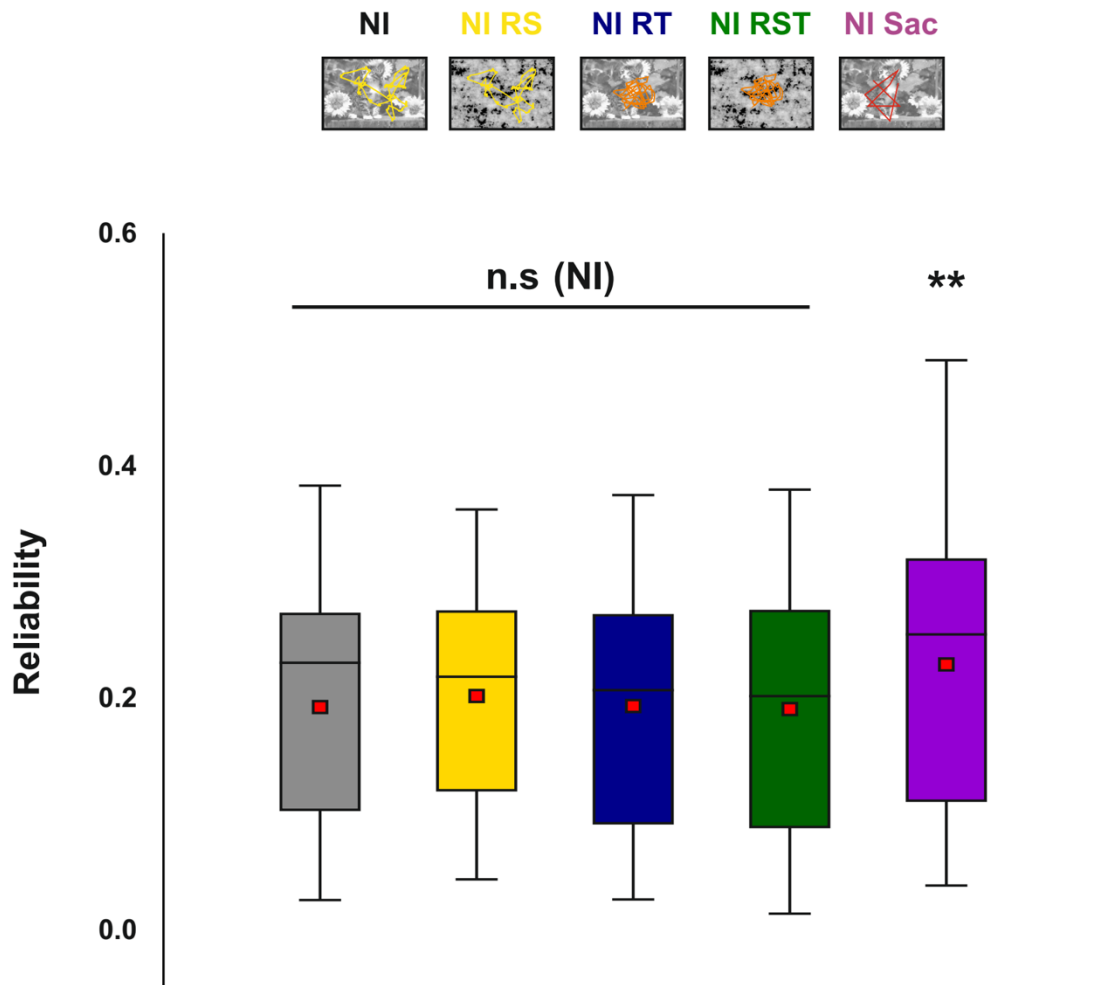 NI NI RS NI RT NI RST NI Sac
0.6
n.s (NI) **
0.4
Reliability
0.2
0.0